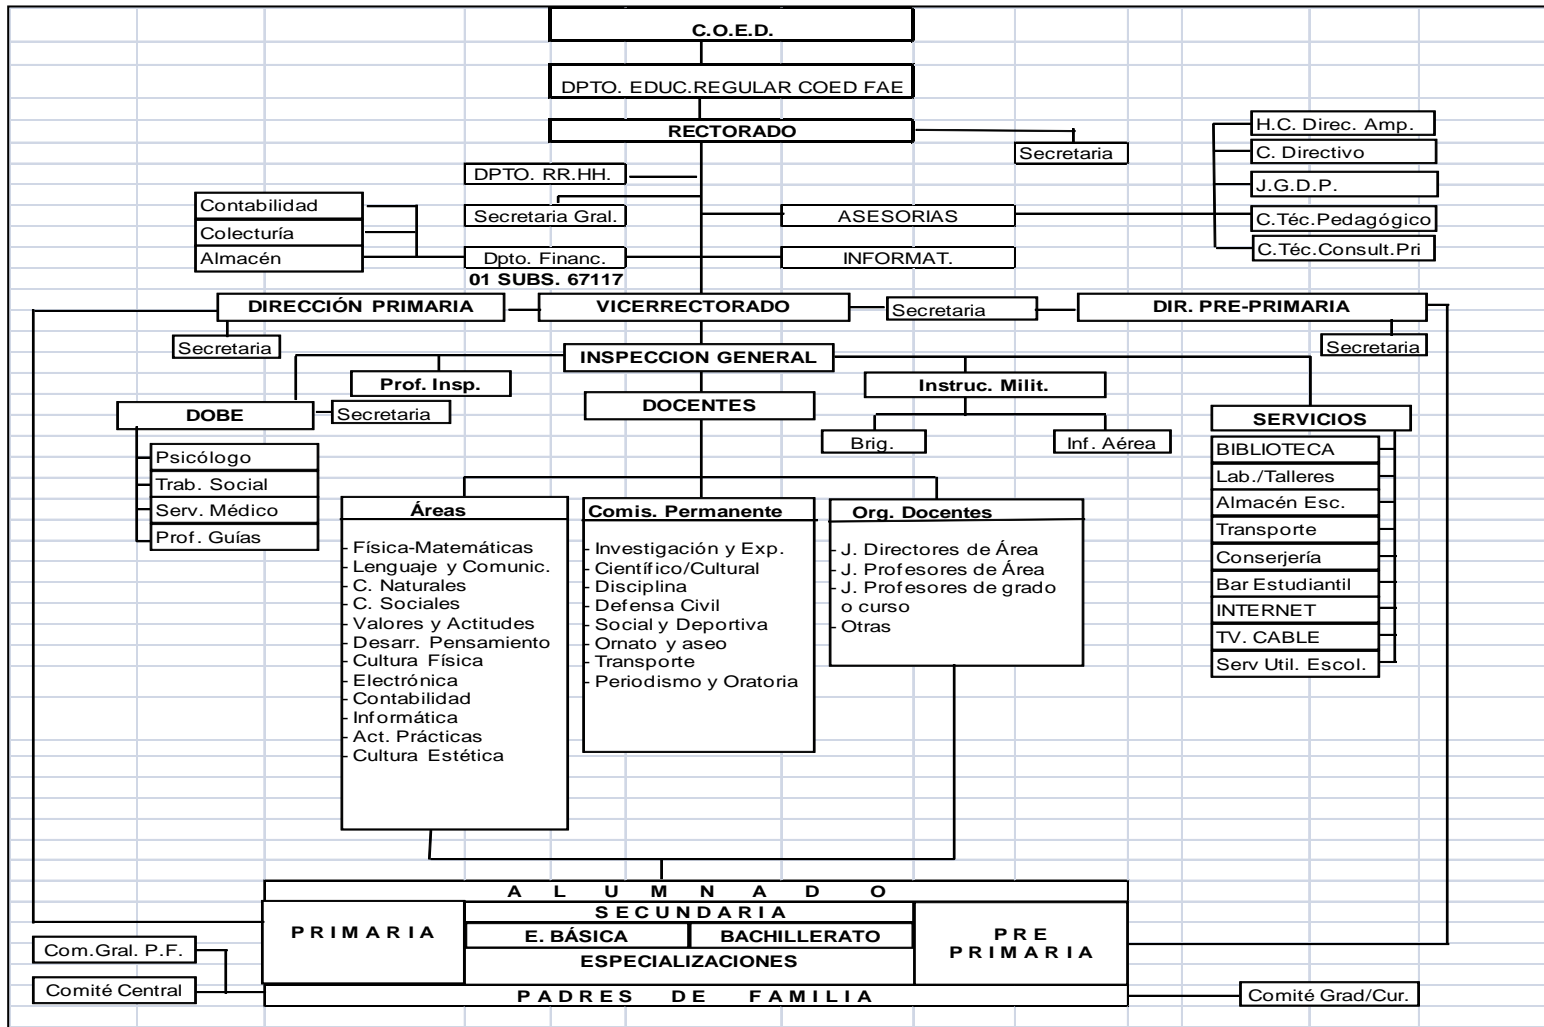 C.O.E.D.
DPTO. EDUC.REGULAR COED FAE
RECTORADO
Secretaria
H.C. Direc. Amp.
C. Directivo
J.G.D.P.
C.Téc.Pedagógico
C.Téc.Consult.Pri
DPTO. RR.HH.
Secretaria Gral.
ASESORIAS
Contabilidad
Colecturía
Almacén
Dpto. Financ.
INFORMAT.
01 SUBS. 67117
DIRECCIÓN PRIMARIA
VICERRECTORADO
Secretaria
DIR. PRE-PRIMARIA
Secretaria
Secretaria
INSPECCION GENERAL
Prof. Insp.
Instruc. Milit.
DOBE
Secretaria
DOCENTES
Brig.
Inf. Aérea
SERVICIOS
BIBLIOTECA
Lab./Talleres
Almacén Esc.
Transporte
Conserjería
Bar Estudiantil
INTERNET
TV. CABLE
Serv Util. Escol.
Psicólogo
Trab. Social
Serv. Médico
Prof. Guías
Áreas
- Física-Matemáticas
- Lenguaje y Comunic.
- C. Naturales
- C. Sociales
- Valores y Actitudes
- Desarr. Pensamiento
- Cultura Física
- Electrónica
- Contabilidad
- Informática
- Act. Prácticas
- Cultura Estética
Comis. Permanente
- Investigación y Exp.
- Científico/Cultural
- Disciplina
- Defensa Civil
- Social y Deportiva
- Ornato y aseo
- Transporte
- Periodismo y Oratoria
Org. Docentes
- J. Directores de Área
- J. Profesores de Área
- J. Profesores de grado
o curso
- Otras
A L U M N A D O
PRIMARIA
SECUNDARIA
E. BÁSICA
BACHILLERATO
ESPECIALIZACIONES
PRE
PRIMARIA
Com.Gral. P.F.
Comité Central
PADRES DE FAMILIA
Comité Grad/Cur.